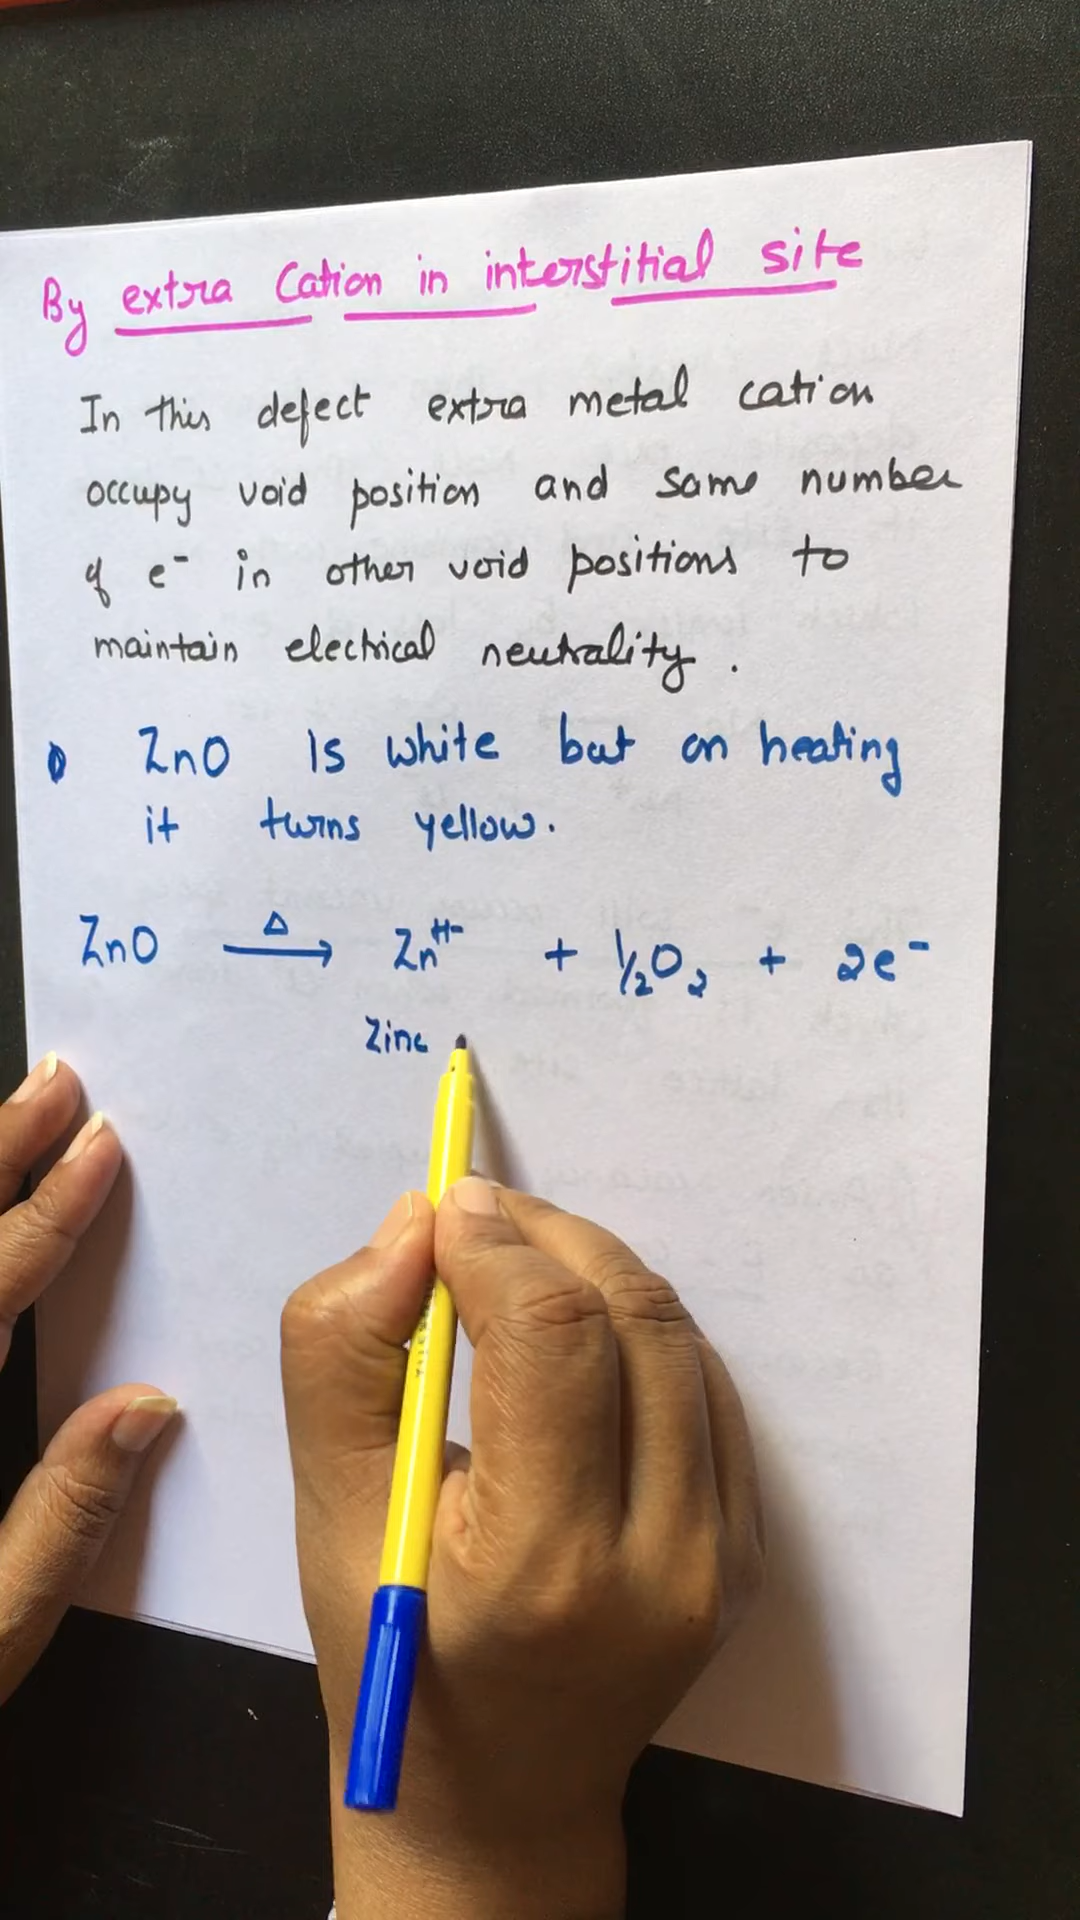 By extra Cation in interstitial site
In this defect extra metal cation
occupy void position and same number
of e⁻ in other void positions to
maintain electrical neutrality.
ZnO Is white but on heating
it turns yellow.
ZnO Δ→ Zn⁺⁺ + ½O₂ + 2e⁻
Zinc